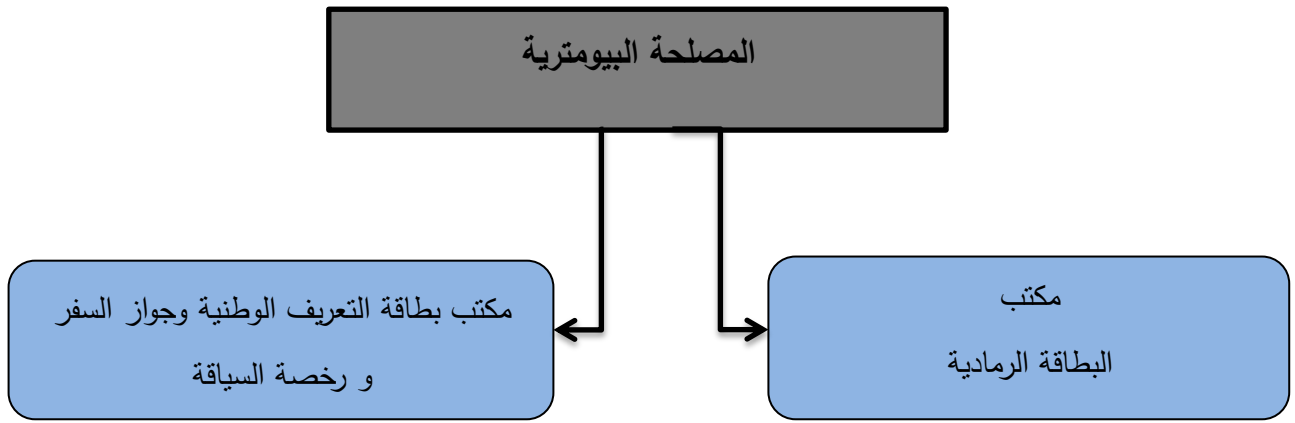 المصلحة البيومترية
مكتب
البطاقة الرمادية
مكتب بطاقة التعريف الوطنية وجواز السفر
و رخصة السياقة